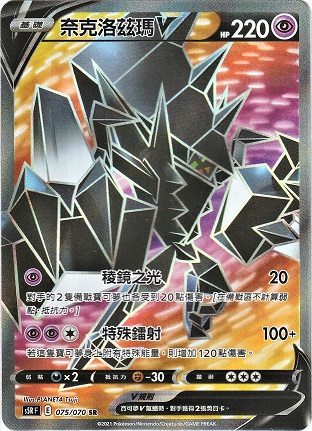 基礎 奈克洛茲瑪 V HP 220
稜鏡之光 20
對手的2隻備戰寶可夢也各受到20點傷害。[在備戰區不計算弱
點・抵抗力。]
特殊鐳射 100+
若這隻寶可夢身上附有特殊能量，則增加120點傷害。
弱點 ×2 抵抗力 -30 撤退
Illus. PLANETA Tsuji
V規則
S5R F E 075/070 SR
寶可夢V【氣絕】時，對手獲得2張獎賞卡。
©2021 Pokémon/Nintendo/Creatures/GAME FREAK.